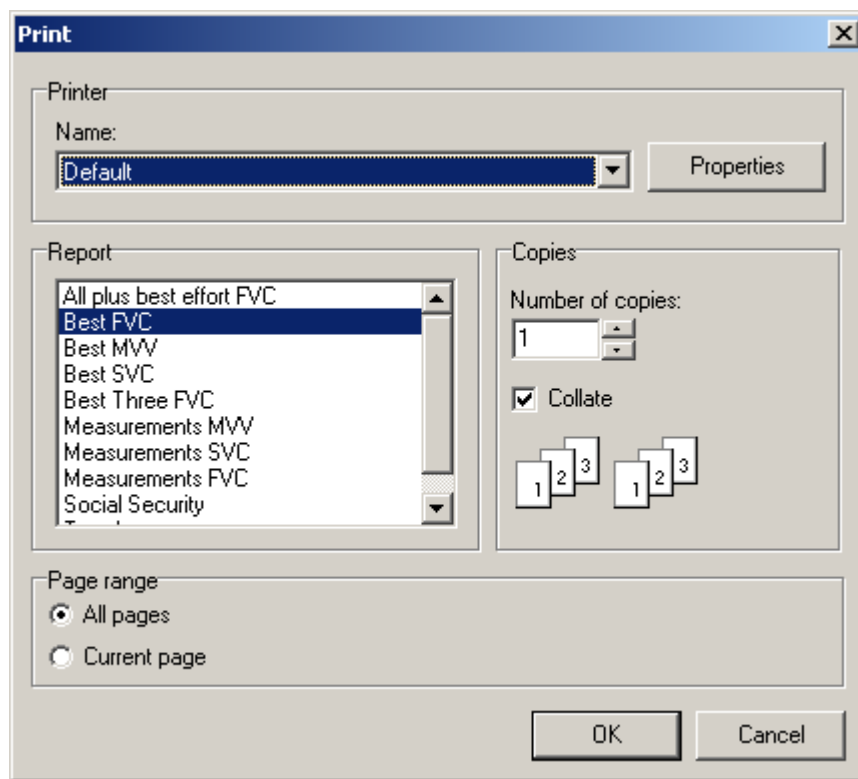 Print
Printer
Name:
Default
Properties
Report
All plus best effort FVC
Best FVC
Best MVV
Best SVC
Best Three FVC
Measurements MVV
Measurements SVC
Measurements FVC
Social Security
Copies
Number of copies:
1
Collate
1 2 3 1 2 3
Page range
All pages
Current page
OK
Cancel